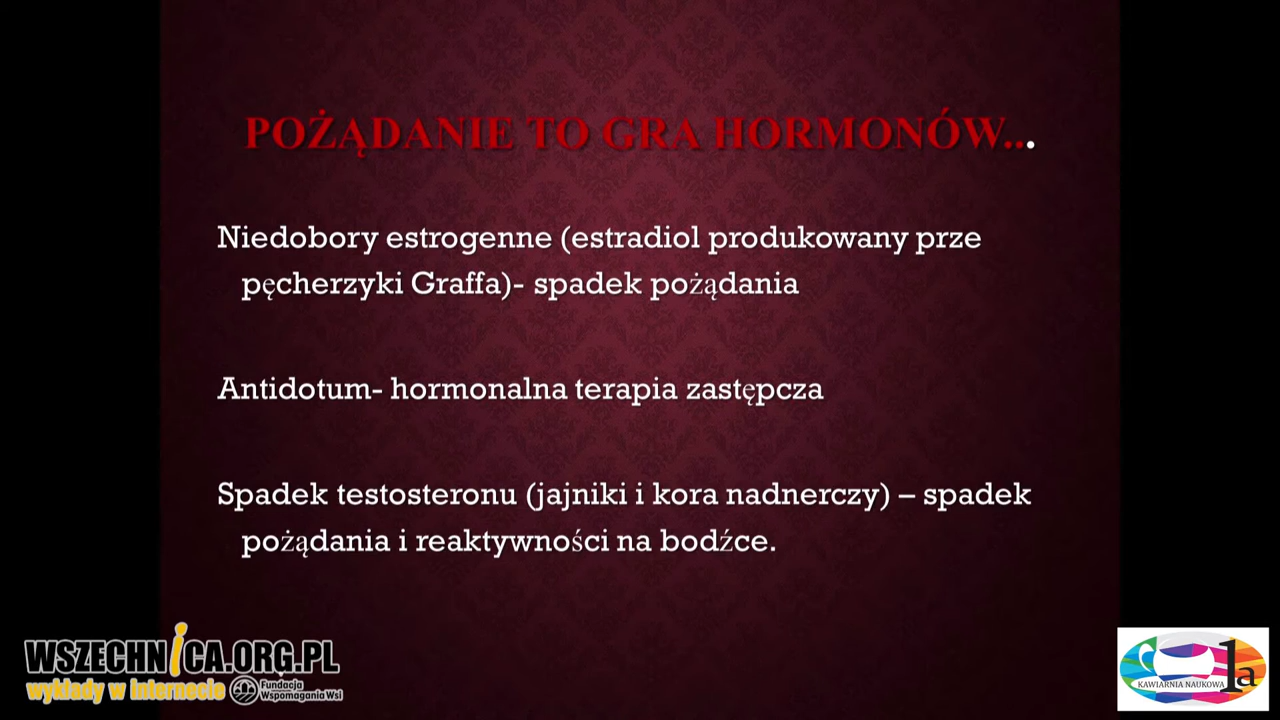 POŻĄDANIE TO GRA HORMONÓW...
Niedobory estrogenne (estradiol produkowany prze
pęcherzyki Graffa)- spadek pożądania
Antidotum- hormonalna terapia zastępcza
Spadek testosteronu (jajniki i kora nadnerczy) – spadek
pożądania i reaktywności na bodźce.
WSZECHNiCA.ORG.PL
wykłady w internecie
Fundacja
Wspomagania Wsi
KAWIARNIA NAUKOWA 1a